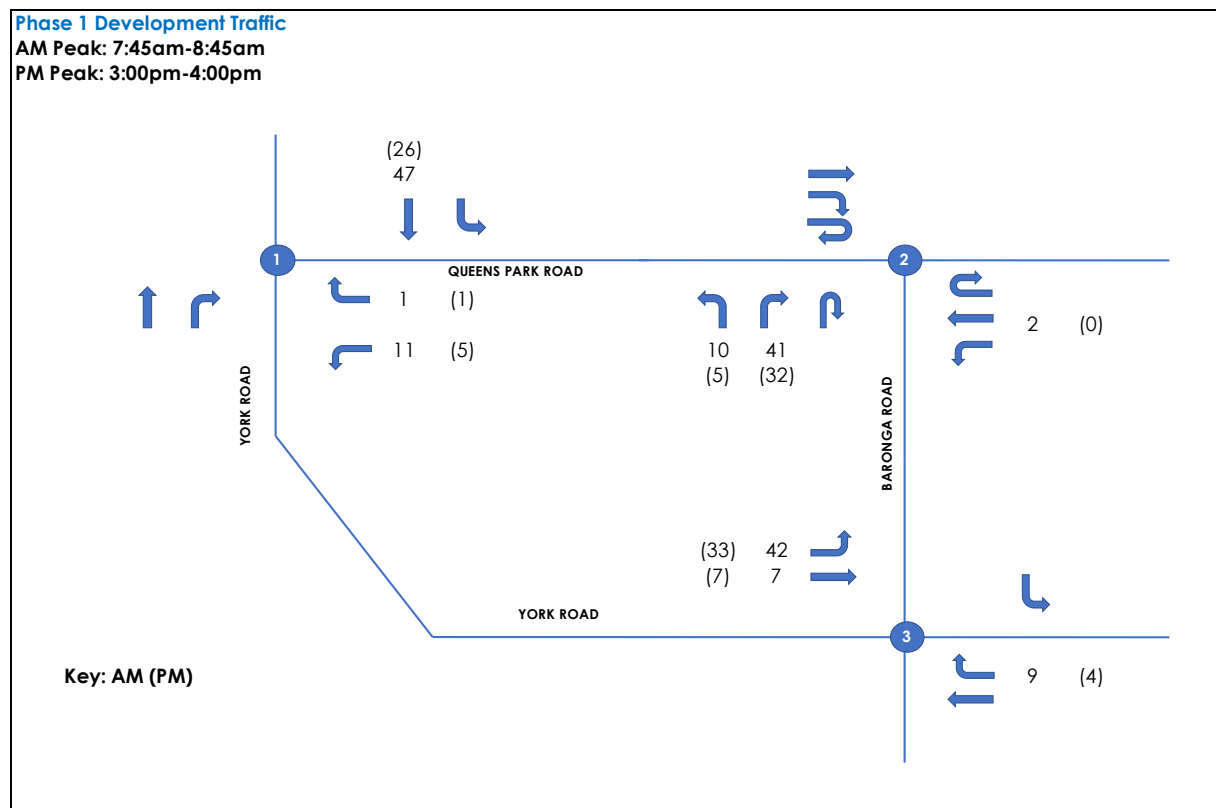 Phase 1 Development Traffic
AM Peak: 7:45am-8:45am
PM Peak: 3:00pm-4:00pm
(26)
47
1
2
QUEENS PARK ROAD
1 (1)
2 (0)
11 (5)
10 41
(5) (32)
YORK ROAD
BARONGA ROAD
(33) 42
(7) 7
YORK ROAD
3
Key: AM (PM)
9 (4)